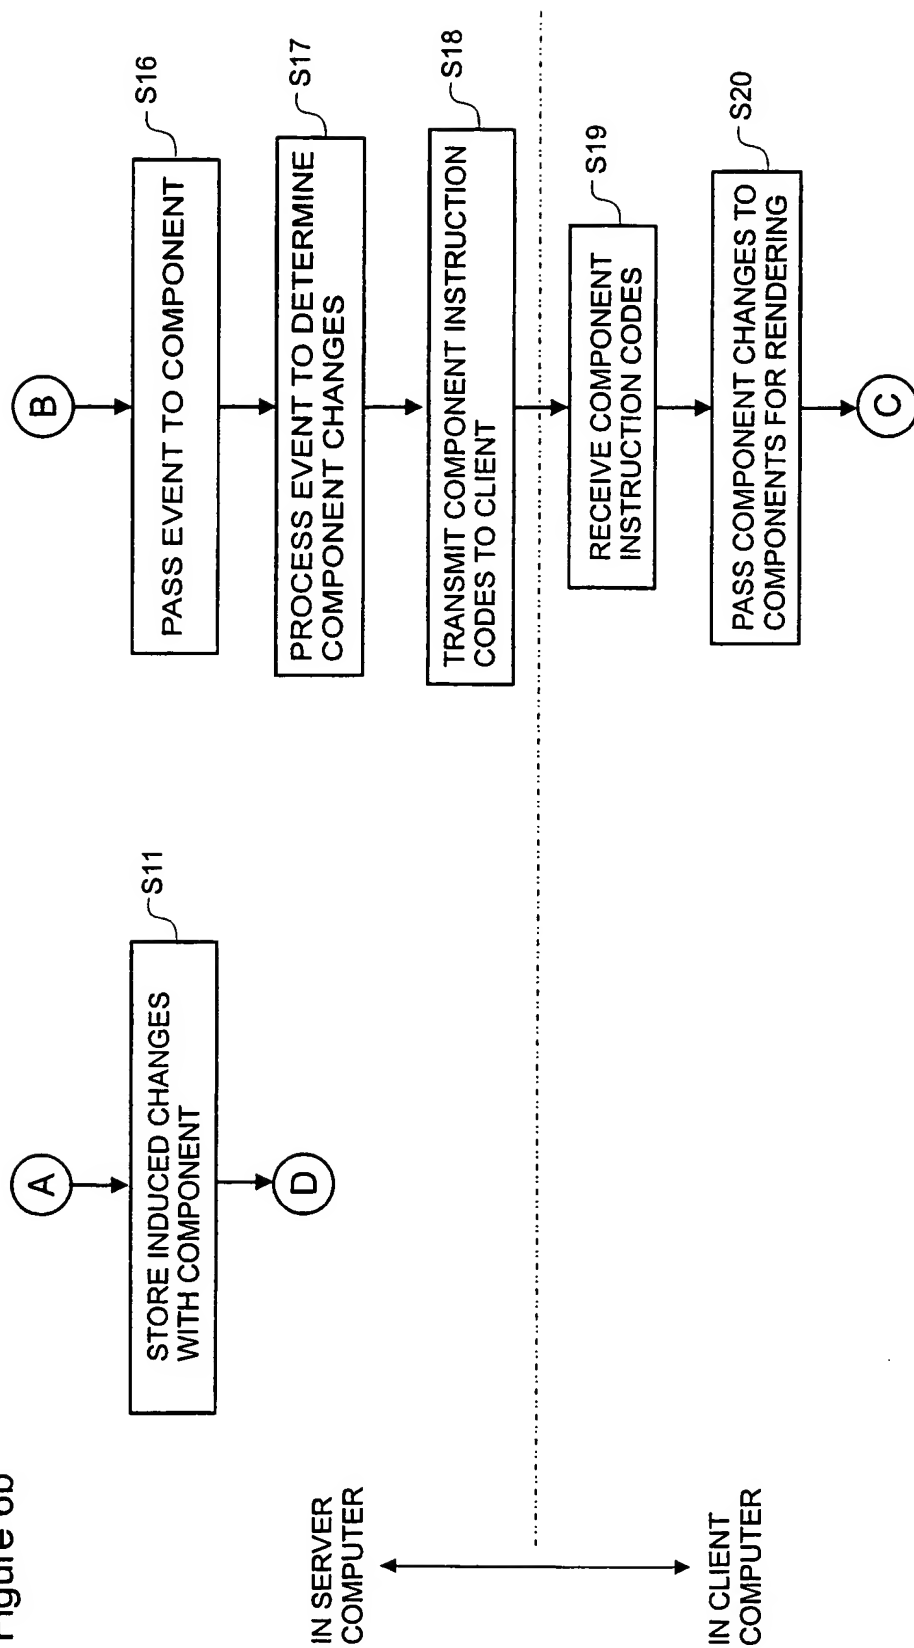 Figure 6b
A
STORE INDUCED CHANGES
WITH COMPONENT
S11
D
B
PASS EVENT TO COMPONENT
S16
PROCESS EVENT TO DETERMINE
COMPONENT CHANGES
S17
TRANSMIT COMPONENT INSTRUCTION
CODES TO CLIENT
S18
IN SERVER
COMPUTER
IN CLIENT
COMPUTER
RECEIVE COMPONENT
INSTRUCTION CODES
S19
PASS COMPONENT CHANGES TO
COMPONENTS FOR RENDERING
S20
C